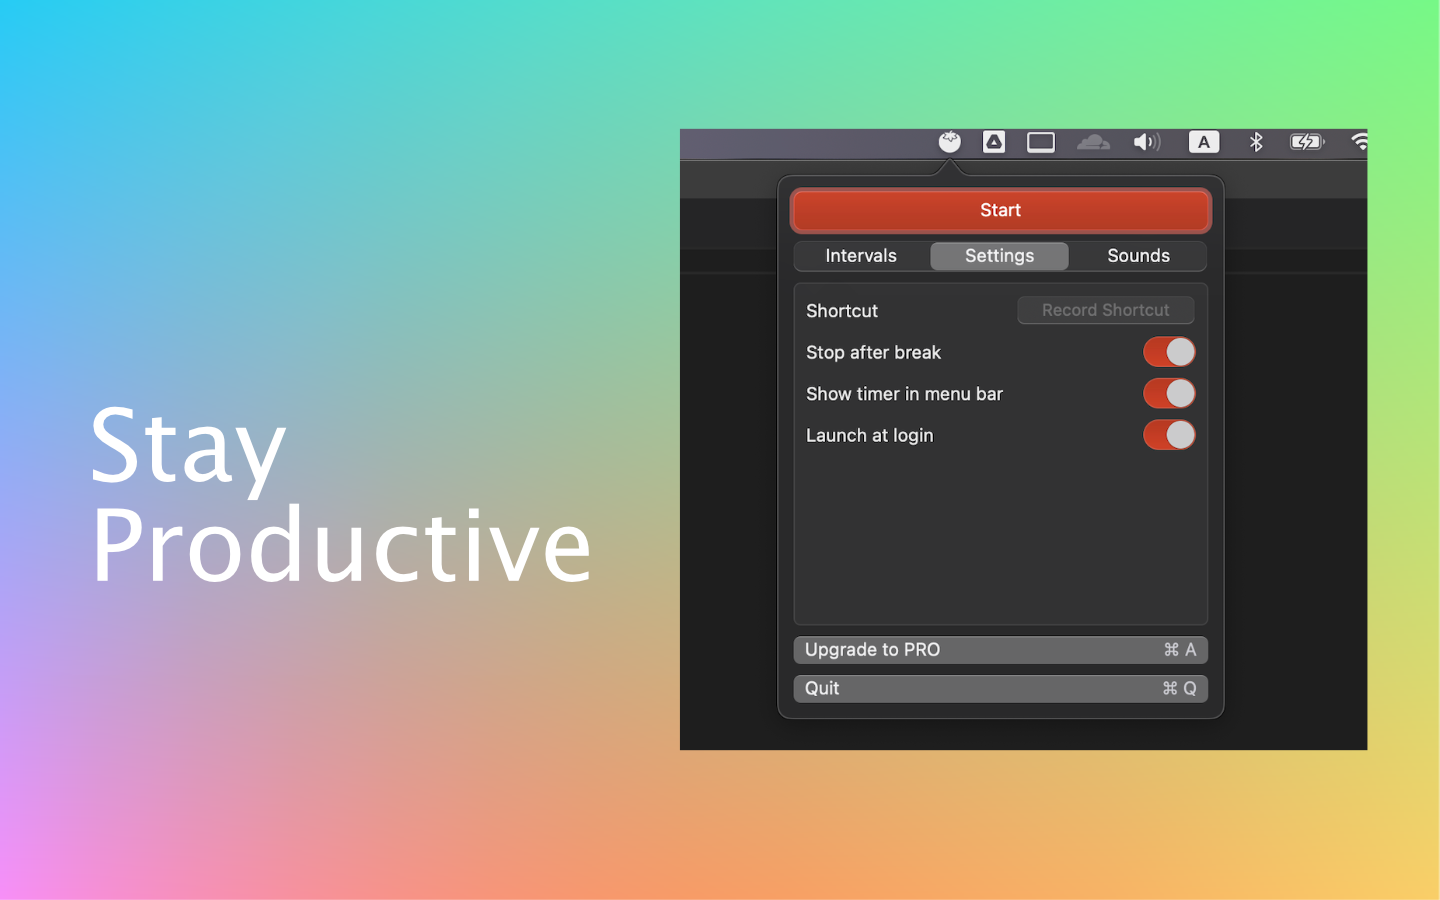 Stay
Productive
A
Start
Intervals Settings Sounds
Shortcut Record Shortcut
Stop after break
Show timer in menu bar
Launch at login
Upgrade to PRO ⌘ A
Quit ⌘ Q